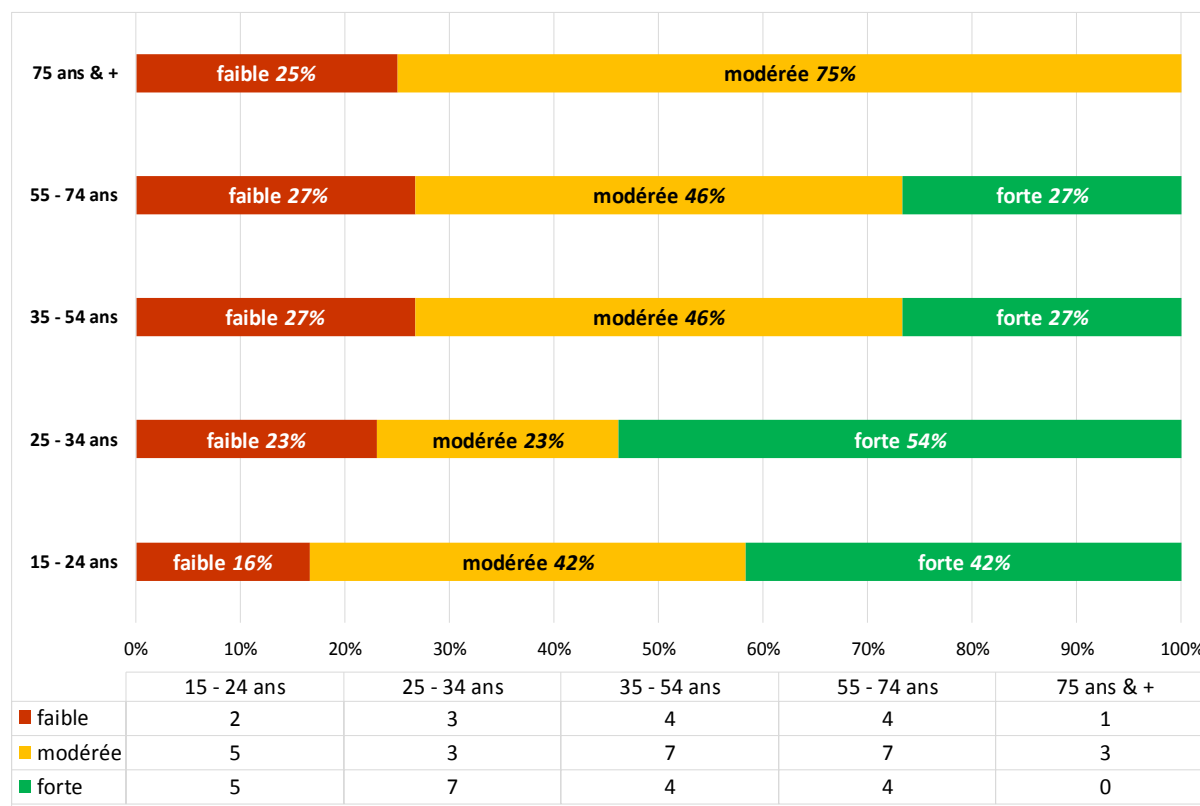 75 ans & + faible 25% modérée 75%
55 - 74 ans faible 27% modérée 46% forte 27%
35 - 54 ans faible 27% modérée 46% forte 27%
25 - 34 ans faible 23% modérée 23% forte 54%
15 - 24 ans faible 16% modérée 42% forte 42%
0% 10% 20% 30% 40% 50% 60% 70% 80% 90% 100%
15 - 24 ans 25 - 34 ans 35 - 54 ans 55 - 74 ans 75 ans & +
faible 2 3 4 4 1
modérée 5 3 7 7 3
forte 5 7 4 4 0